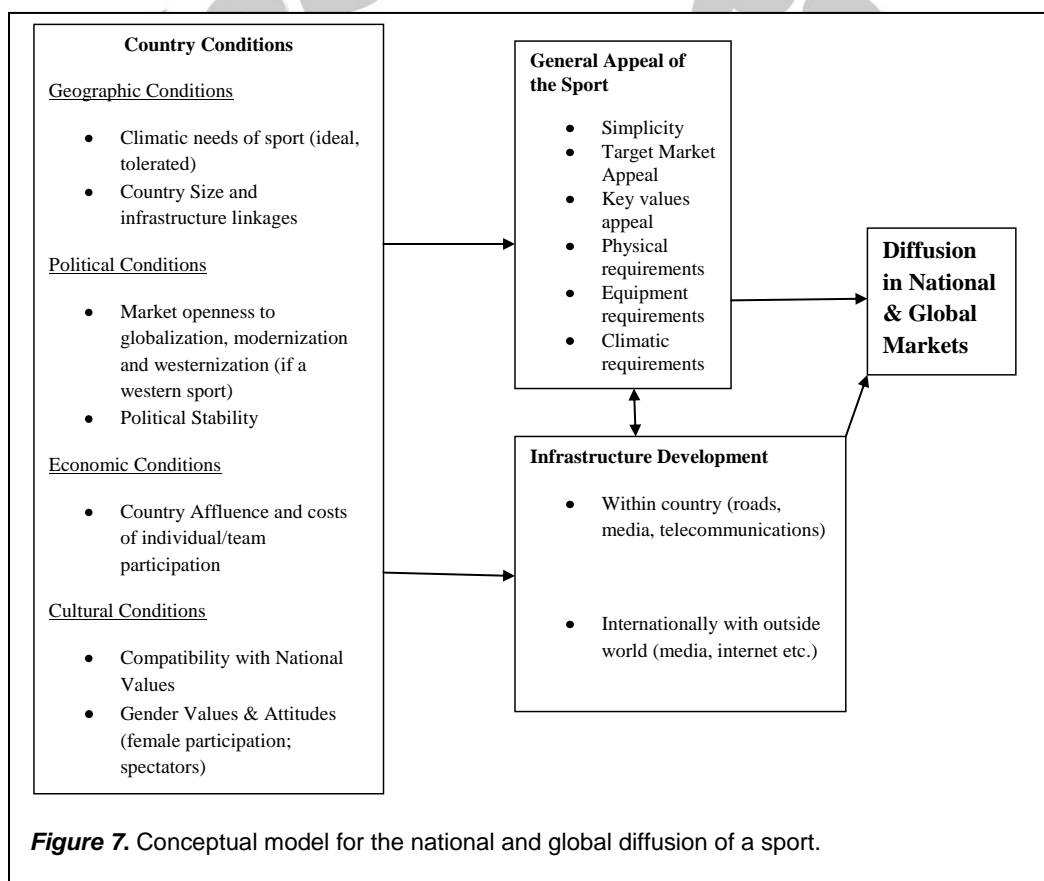 Country Conditions
Geographic Conditions
● Climatic needs of sport (ideal,
tolerated)
● Country Size and
infrastructure linkages
Political Conditions
● Market openness to
globalization, modernization
and westernization (if a
western sport)
● Political Stability
Economic Conditions
● Country Affluence and costs
of individual/team
participation
Cultural Conditions
● Compatibility with National
Values
● Gender Values & Attitudes
(female participation;
spectators)
General Appeal of
the Sport
● Simplicity
● Target Market
Appeal
● Key values
appeal
● Physical
requirements
● Equipment
requirements
● Climatic
requirements
Infrastructure Development
● Within country (roads,
media, telecommunications)
● Internationally with outside
world (media, internet etc.)
Diffusion
in National
& Global
Markets
Figure 7. Conceptual model for the national and global diffusion of a sport.